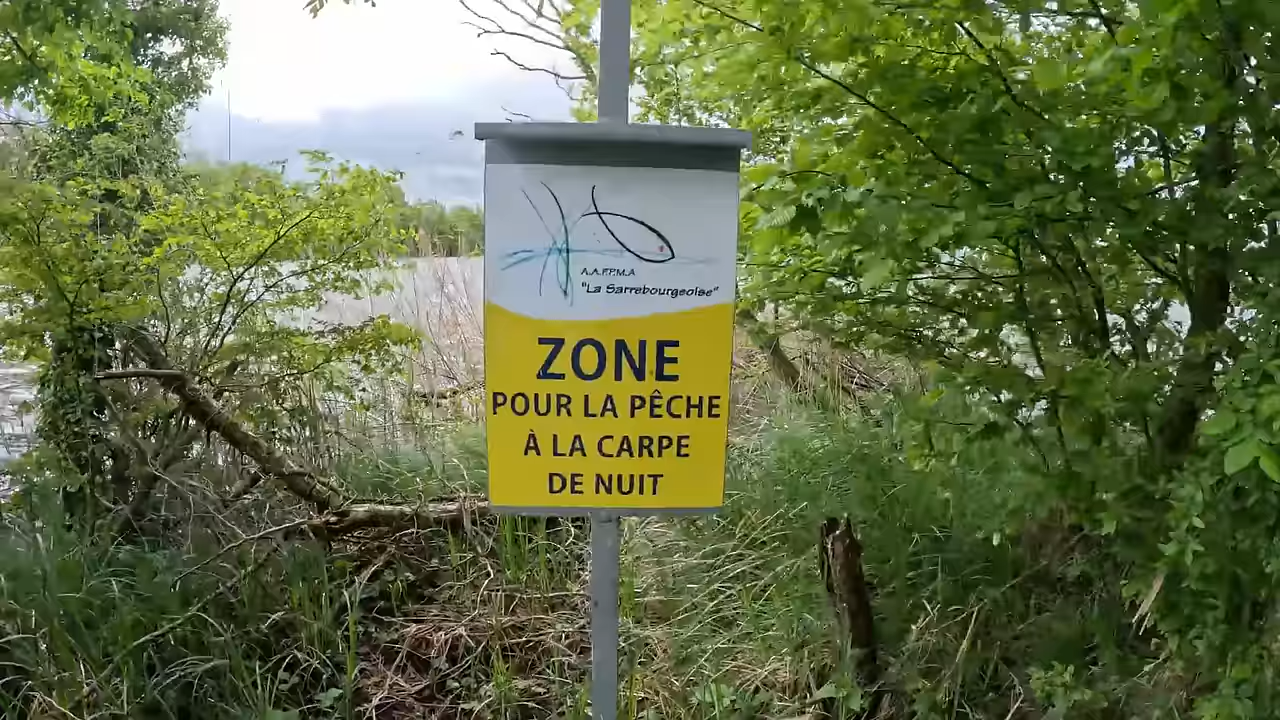 A.A.P.P.M.A
"La Sarrebourgeoise"
ZONE
POUR LA PÊCHE
À LA CARPE
DE NUIT